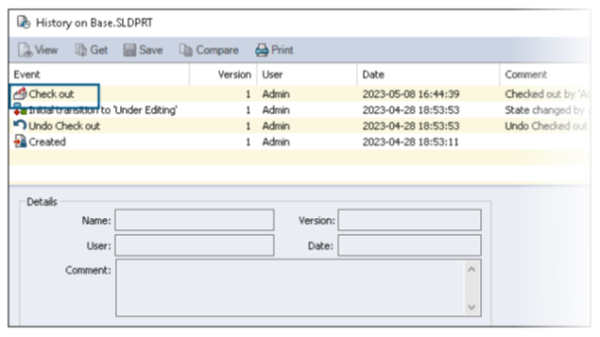 History on Base.SLDPRT
View Get Save Compare Print
Event Version User Date Comment
Check out 1 Admin 2023-05-08 16:44:39 Checked out by 'A
Initial transition to 'Under Editing' 1 Admin 2023-04-28 18:53:53 State changed by
Undo Check out 1 Admin 2023-04-28 18:53:53 Undo Checked out
Created 1 Admin 2023-04-28 18:53:11
Details
Name: Version:
User: Date:
Comment: